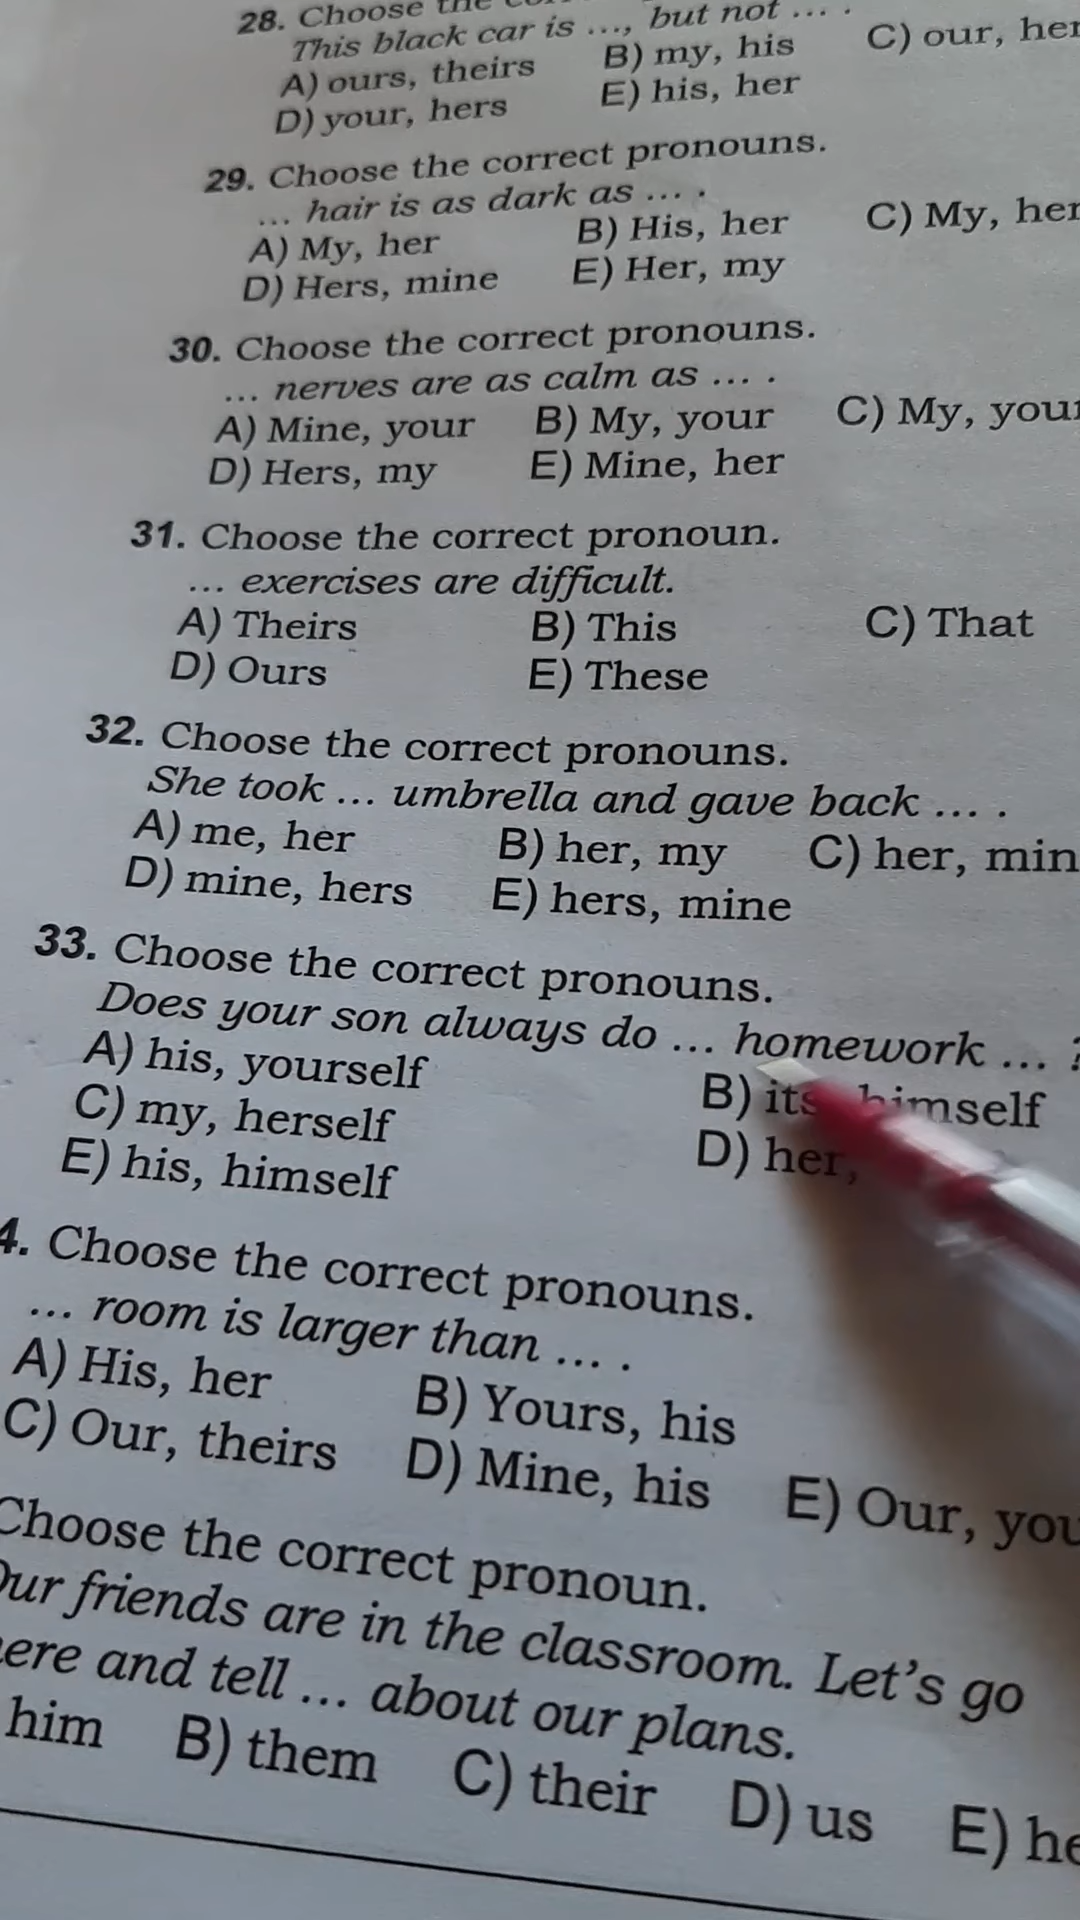 28. Choose the
This black car is ..., but not ... .
A) ours, theirs B) my, his C) our, her
D) your, hers E) his, her
29. Choose the correct pronouns.
... hair is as dark as ... .
A) My, her B) His, her C) My, her
D) Hers, mine E) Her, my
30. Choose the correct pronouns.
... nerves are as calm as ... .
A) Mine, your B) My, your C) My, your
D) Hers, my E) Mine, her
31. Choose the correct pronoun.
... exercises are difficult.
A) Theirs B) This C) That
D) Ours E) These
32. Choose the correct pronouns.
She took ... umbrella and gave back ... .
A) me, her B) her, my C) her, min
D) mine, hers E) hers, mine
33. Choose the correct pronouns.
Does your son always do ... homework ... ?
A) his, yourself B) its himself
C) my, herself D) her,
E) his, himself
4. Choose the correct pronouns.
... room is larger than ... .
A) His, her B) Yours, his
C) Our, theirs D) Mine, his E) Our, you
Choose the correct pronoun.
Our friends are in the classroom. Let's go
ere and tell ... about our plans.
him B) them C) their D) us E) he